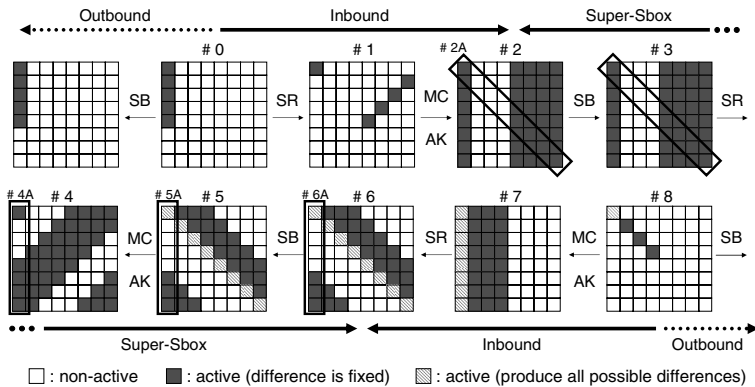 Outbound Inbound Super-Sbox
# 0 # 1 # 2A # 2 # 3
SB SR MC AK SB SR
# 4A # 4 # 5A # 5 # 6A # 6 # 7 # 8
MC AK SB SR MC AK SB
Super-Sbox Inbound Outbound
: non-active : active (difference is fixed) : active (produce all possible differences)